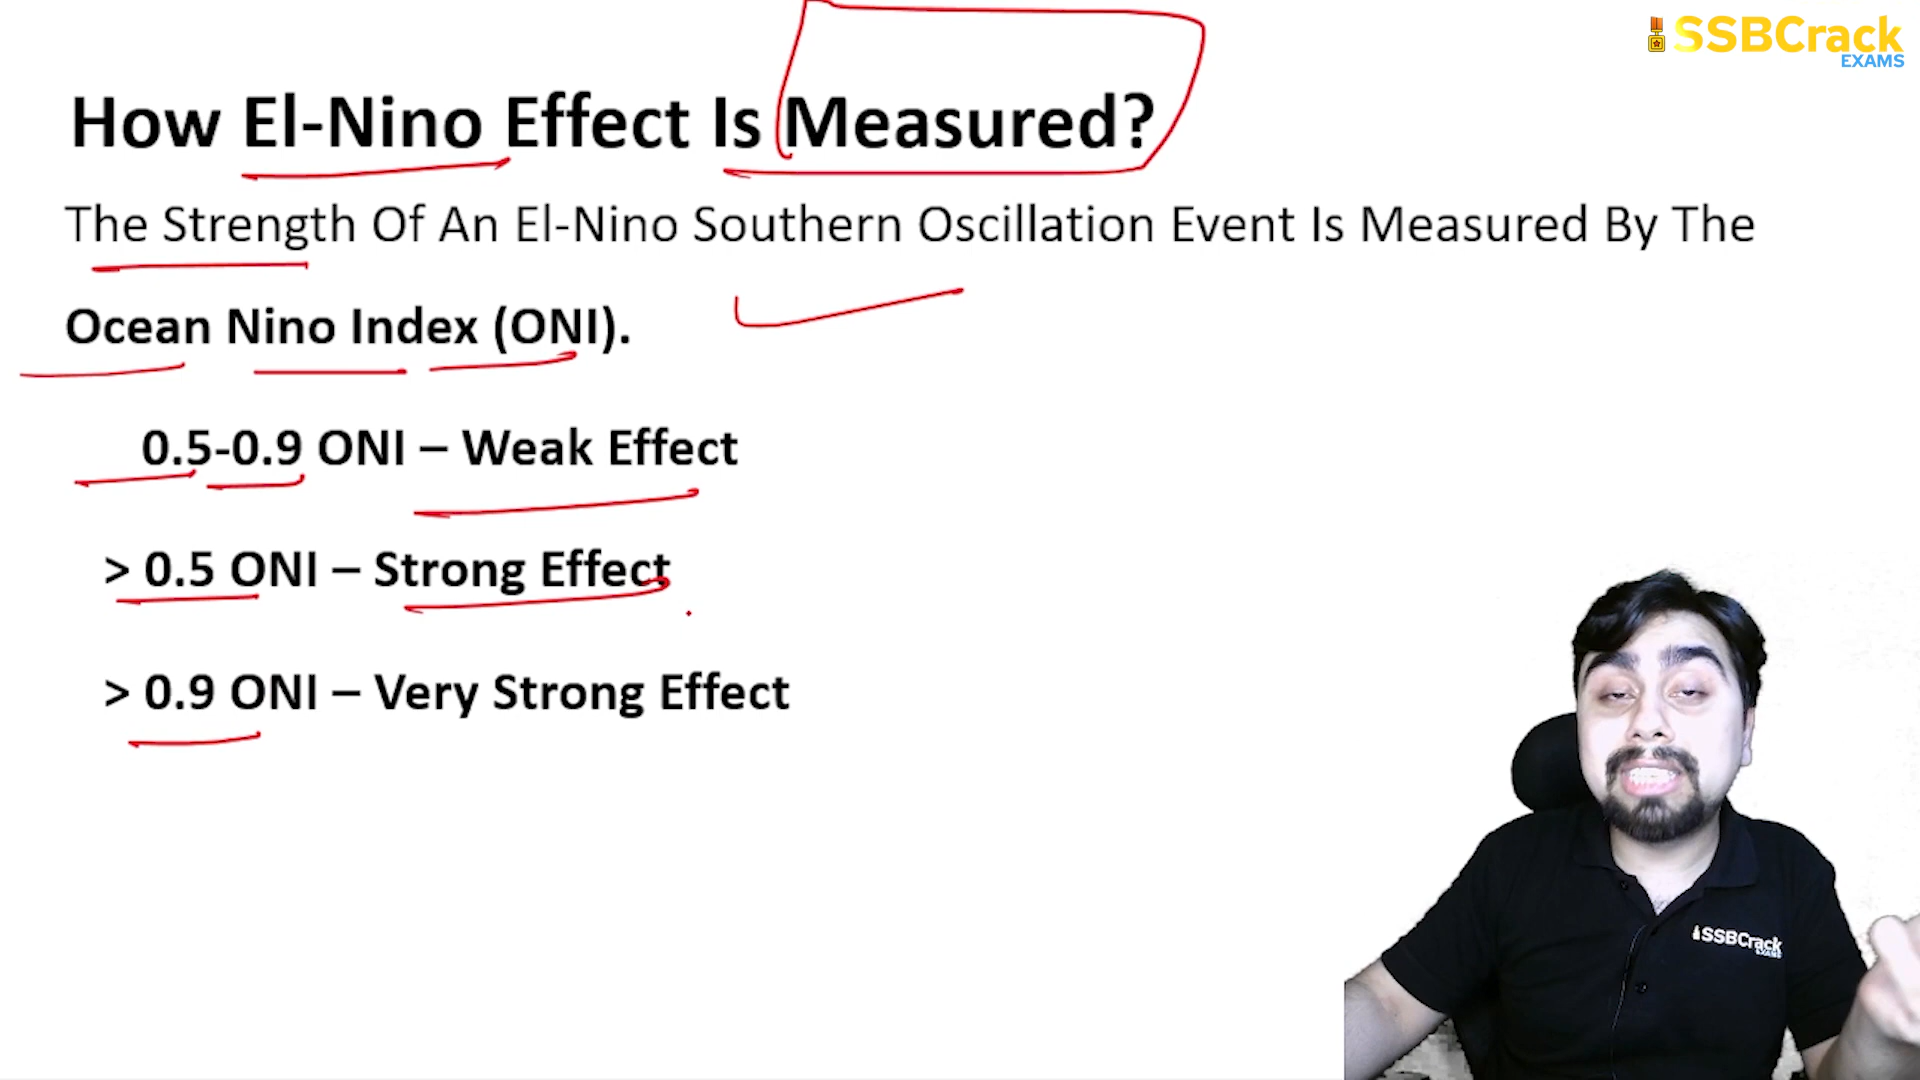 SSBCrack
EXAMS
How El-Nino Effect Is Measured?
The Strength Of An El-Nino Southern Oscillation Event Is Measured By The
Ocean Nino Index (ONI).
0.5-0.9 ONI – Weak Effect
> 0.5 ONI – Strong Effect
> 0.9 ONI – Very Strong Effect
SSBCrack
EXAMS